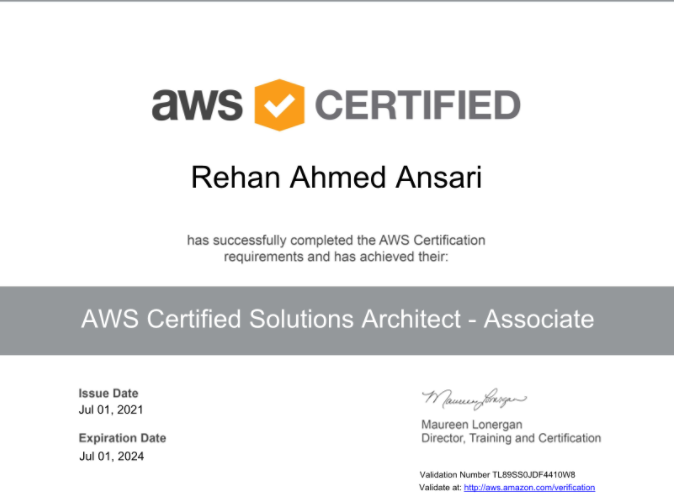 aws CERTIFIED
Rehan Ahmed Ansari
has successfully completed the AWS Certification
requirements and has achieved their:
AWS Certified Solutions Architect - Associate
Issue Date
Jul 01, 2021
Expiration Date
Jul 01, 2024
Maureen Lonergan
Maureen Lonergan
Director, Training and Certification
Validation Number TL89SS0JDF4410W8
Validate at: http://aws.amazon.com/verification